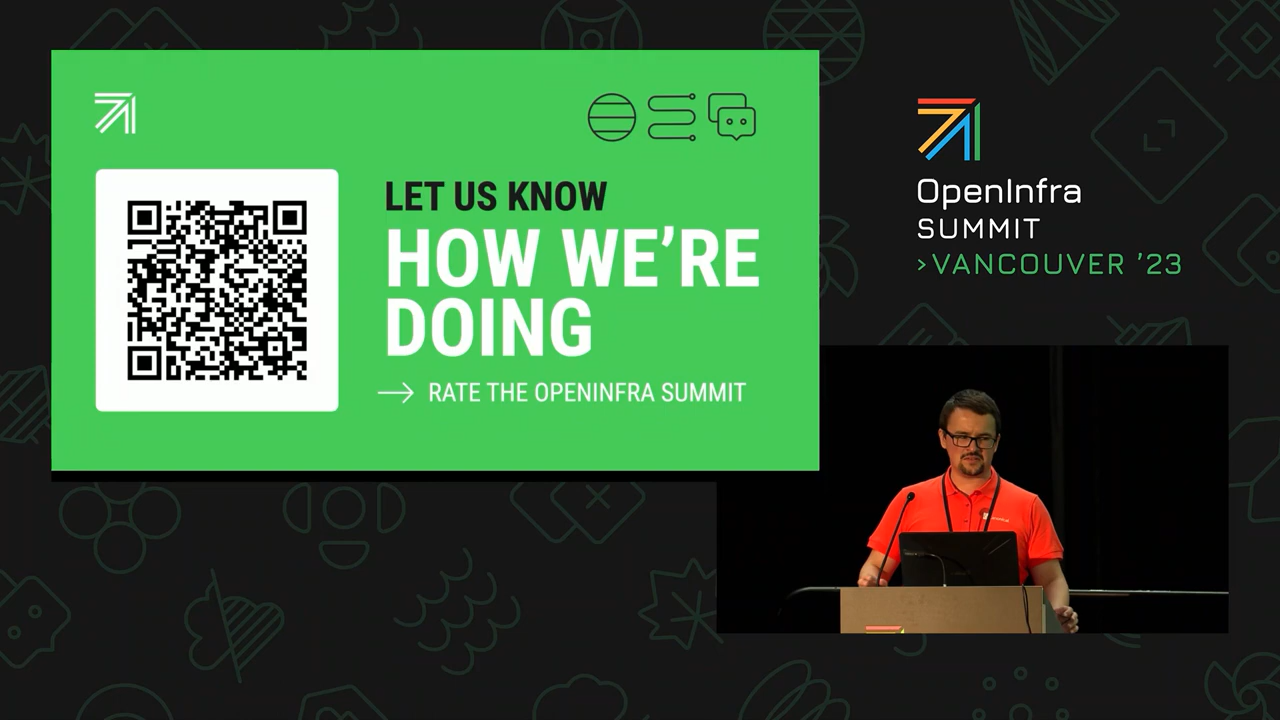 LET US KNOW
HOW WE’RE
DOING
RATE THE OPENINFRA SUMMIT
OpenInfra
SUMMIT
>VANCOUVER ’23